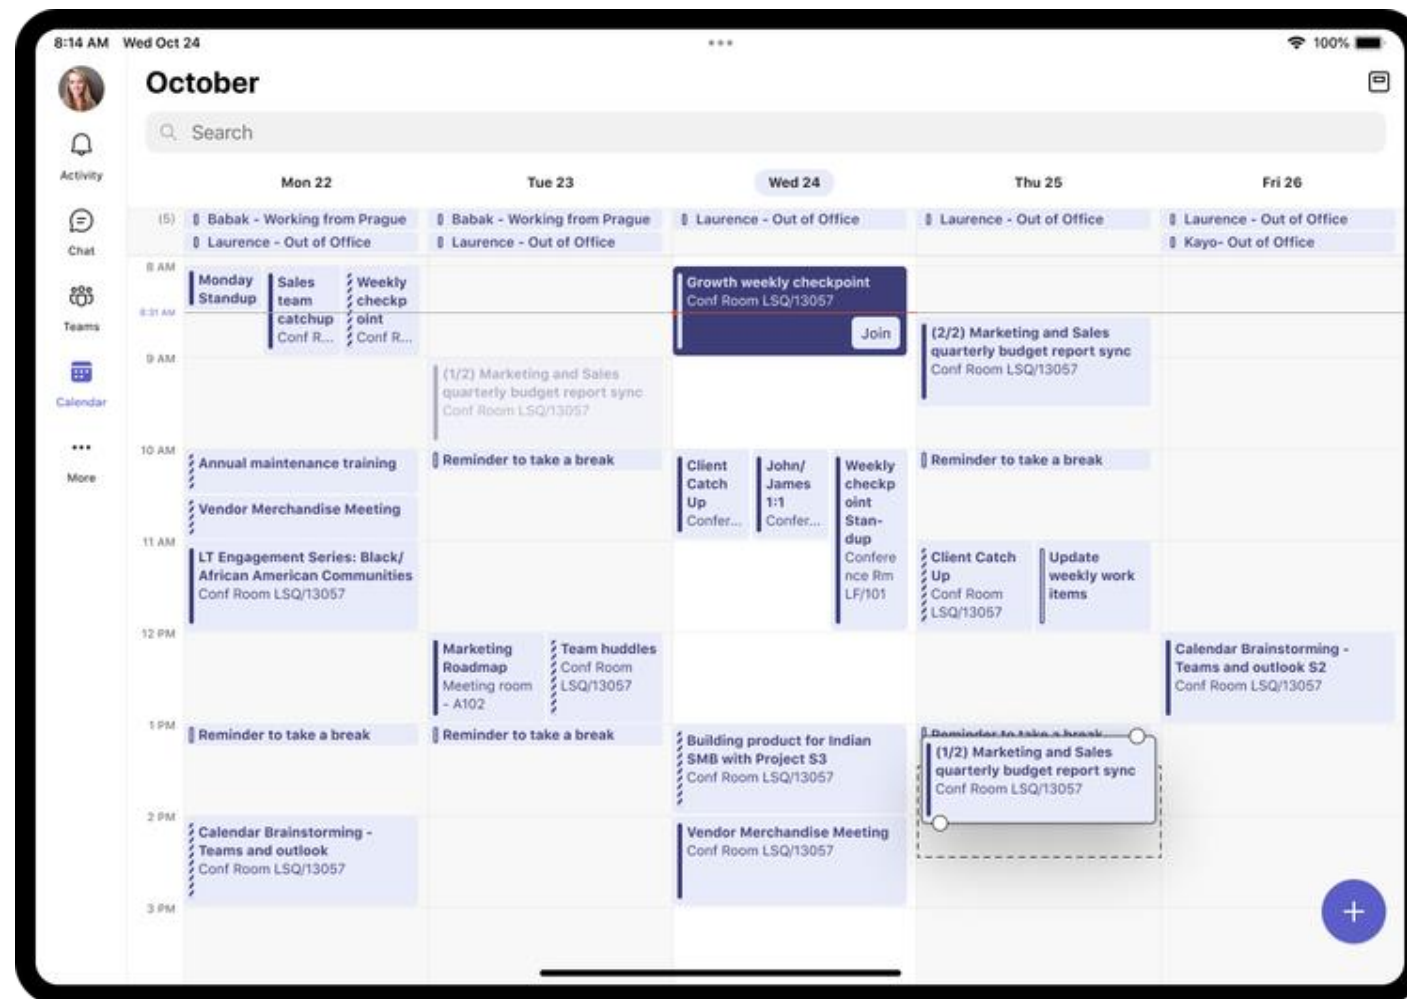 8:14 AM Wed Oct 24
100%
October
Search
Activity
Chat
Teams
Calendar
More
Mon 22
Tue 23
Wed 24
Thu 25
Fri 26
(5)
Babak - Working from Prague
Laurence - Out of Office
Babak - Working from Prague
Laurence - Out of Office
Laurence - Out of Office
Laurence - Out of Office
Laurence - Out of Office
Kayo- Out of Office
8 AM
8:31 AM
9 AM
10 AM
11 AM
12 PM
1 PM
2 PM
3 PM
Monday
Standup
Sales
team
catchup
Conf R...
Weekly
checkp
oint
Conf R...
Annual maintenance training
Vendor Merchandise Meeting
LT Engagement Series: Black/
African American Communities
Conf Room LSQ/13057
Reminder to take a break
Calendar Brainstorming -
Teams and outlook
Conf Room LSQ/13057
(1/2) Marketing and Sales
quarterly budget report sync
Conf Room LSQ/13057
Reminder to take a break
Marketing
Roadmap
Meeting room
- A102
Team huddles
Conf Room
LSQ/13057
Reminder to take a break
Growth weekly checkpoint
Conf Room LSQ/13057
Join
Client
Catch
Up
Confer...
John/
James
1:1
Confer...
Weekly
checkp
oint
Stan-
dup
Confere
nce Rm
LF/101
Building product for Indian
SMB with Project S3
Conf Room LSQ/13057
Vendor Merchandise Meeting
Conf Room LSQ/13057
(2/2) Marketing and Sales
quarterly budget report sync
Conf Room LSQ/13057
Reminder to take a break
Client Catch
Up
Conf Room
LSQ/13057
Update
weekly work
items
Reminder to take a break
(1/2) Marketing and Sales
quarterly budget report sync
Conf Room LSQ/13057
Calendar Brainstorming -
Teams and outlook S2
Conf Room LSQ/13057